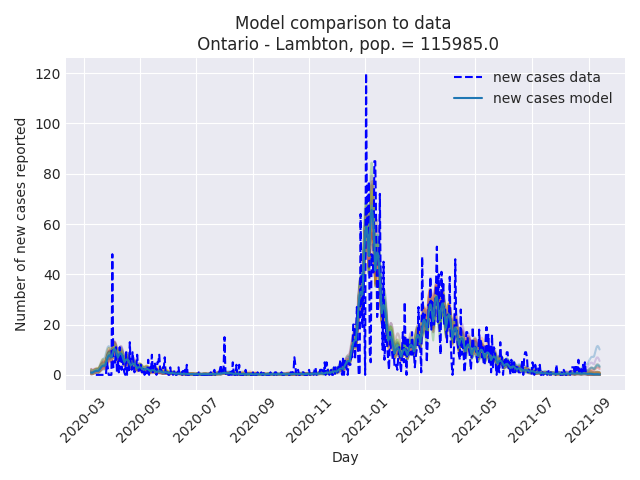 Model comparison to data
Ontario - Lambton, pop. = 115985.0
new cases data
new cases model
Number of new cases reported
120
100
80
60
40
20
0
2020-03
2020-05
2020-07
2020-09
2020-11
2021-01
2021-03
2021-05
2021-07
2021-09
Day